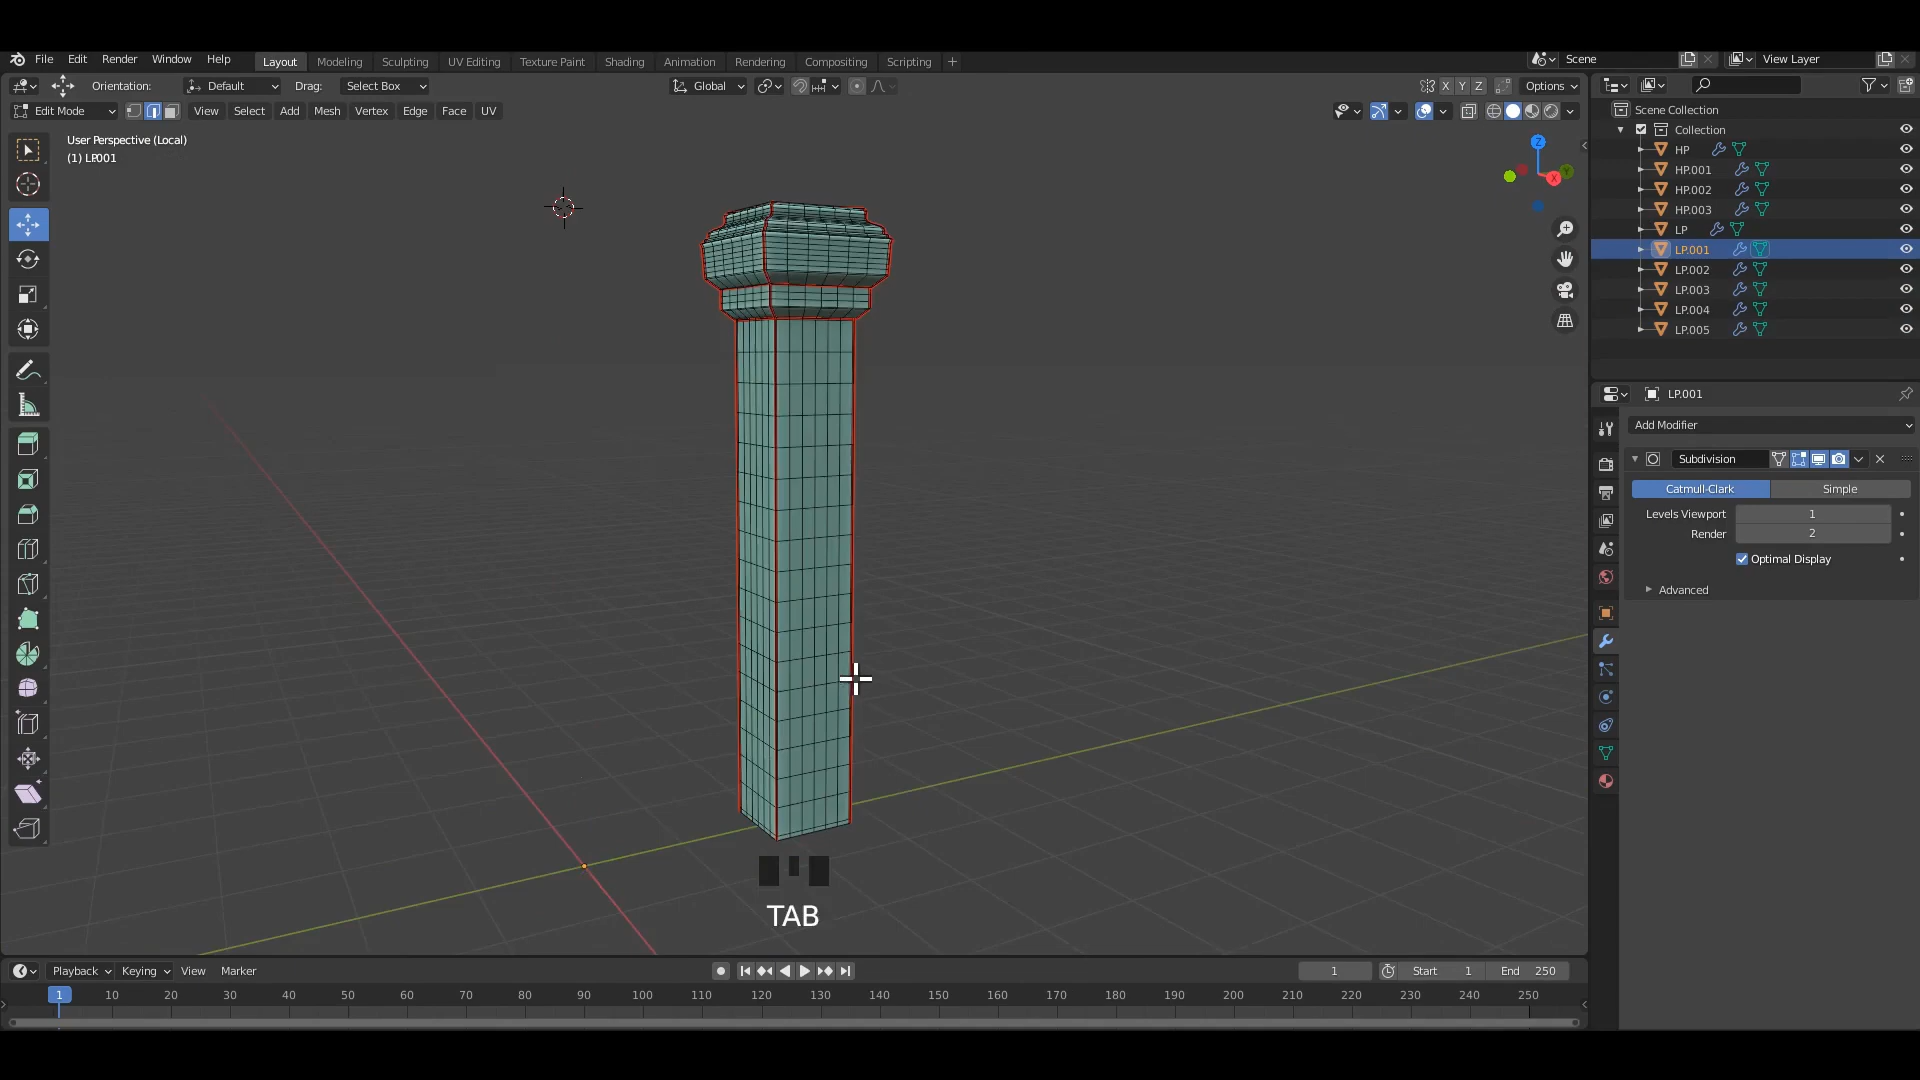 File Edit Render Window Help Layout Modeling Sculpting UV Editing Texture Paint Shading Animation Rendering Compositing Scripting + Scene View Layer
Orientation: Default Drag: Select Box Global X Y Z Options
Edit Mode View Select Add Mesh Vertex Edge Face UV
User Perspective (Local)
(1) LP.001
Z
Y
X
Scene Collection
Collection
HP
HP.001
HP.002
HP.003
LP
LP.001
LP.002
LP.003
LP.004
LP.005
LP.001
Add Modifier
Subdivision
Catmull-Clark Simple
Levels Viewport 1
Render 2
Optimal Display
Advanced
TAB
Playback Keying View Marker 1 Start 1 End 250
1 10 20 30 40 50 60 70 80 90 100 110 120 130 140 150 160 170 180 190 200 210 220 230 240 250